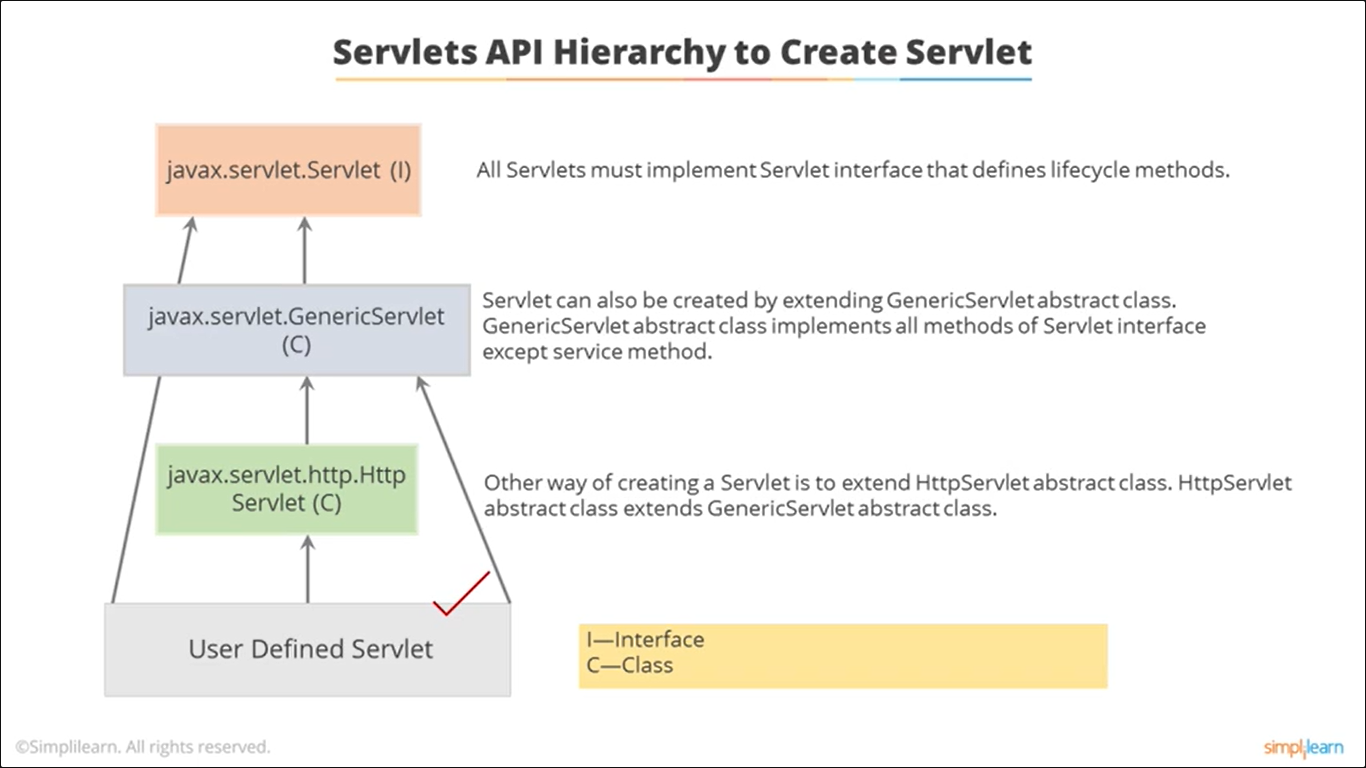 Servlets API Hierarchy to Create Servlet
javax.servlet.Servlet (I)
All Servlets must implement Servlet interface that defines lifecycle methods.
javax.servlet.GenericServlet
(C)
Servlet can also be created by extending GenericServlet abstract class.
GenericServlet abstract class implements all methods of Servlet interface
except service method.
javax.servlet.http.Http
Servlet (C)
Other way of creating a Servlet is to extend HttpServlet abstract class. HttpServlet
abstract class extends GenericServlet abstract class.
User Defined Servlet
I—Interface
C—Class
©Simplilearn. All rights reserved.
simplilearn